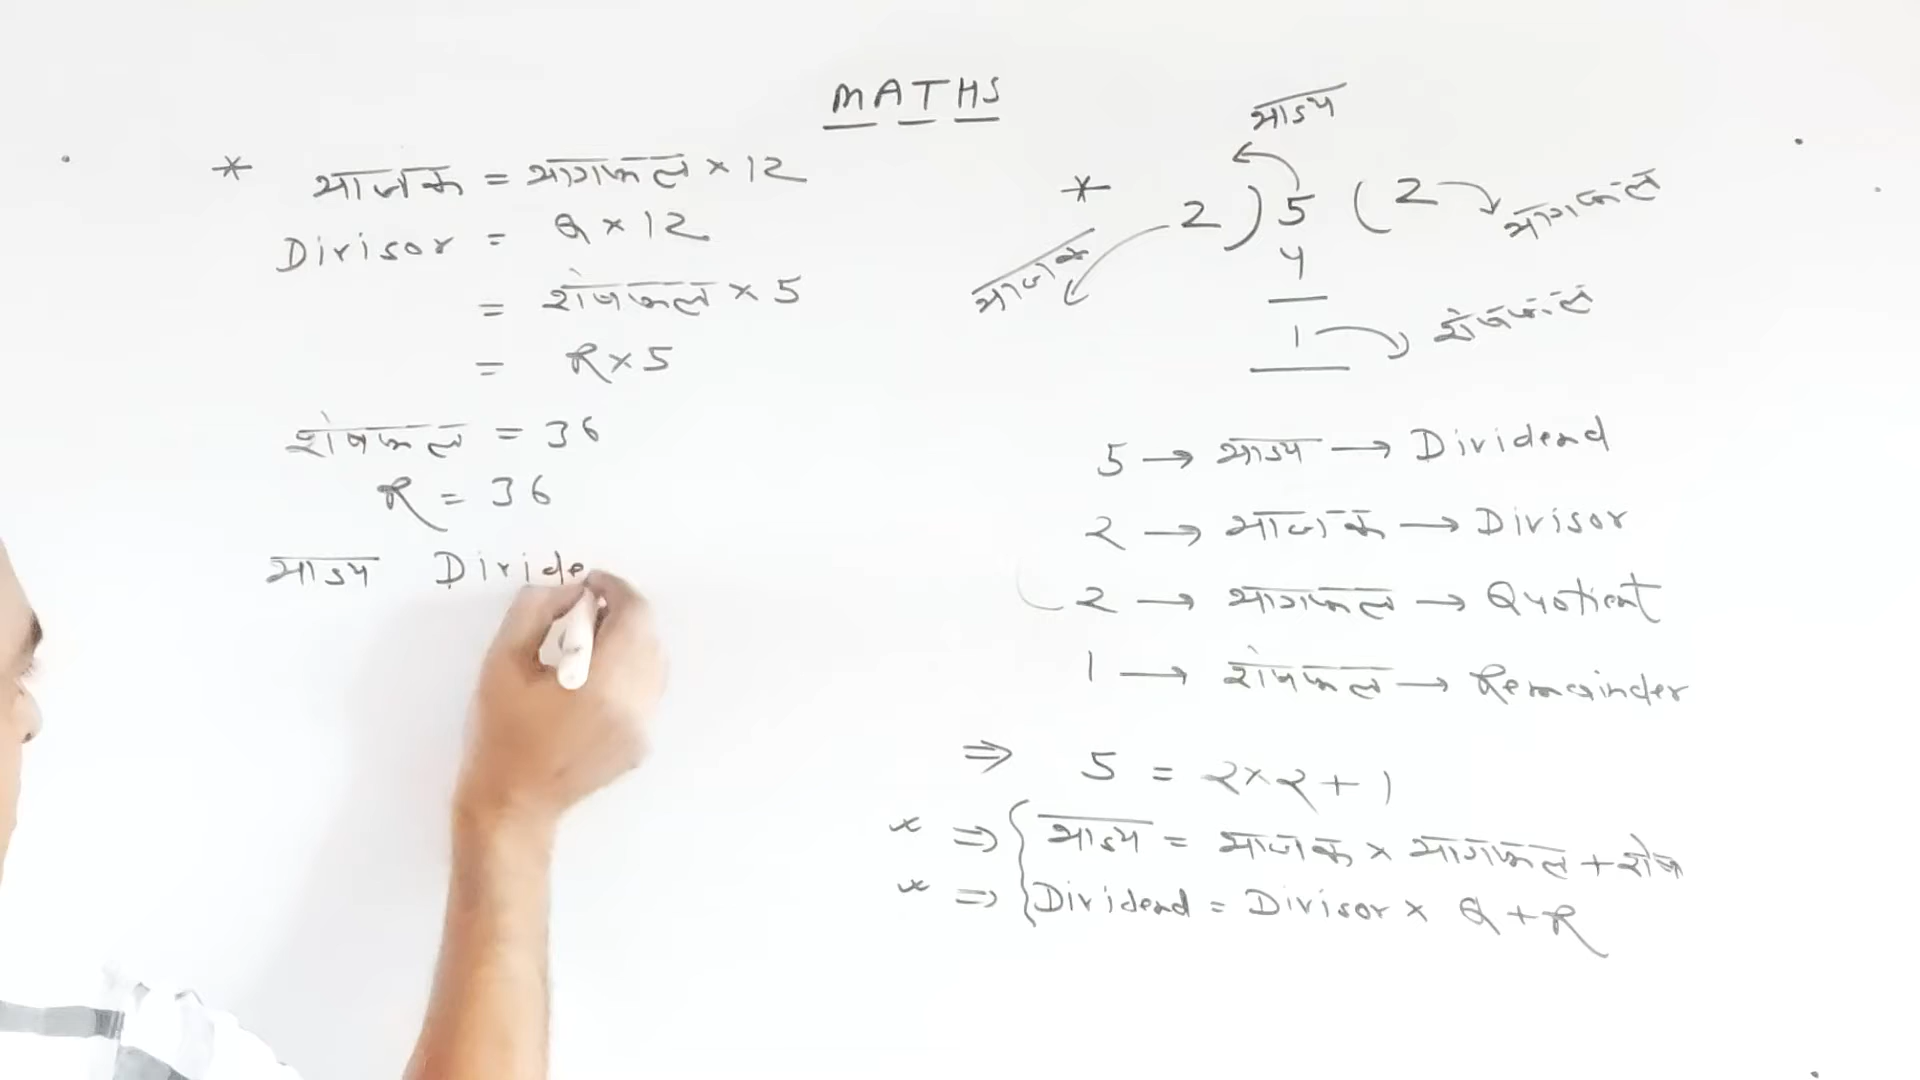 MATHS
* भाजक = भागफल × 12
Divisor = Q × 12
= शेषफल × 5
= R × 5
शेषफल = 36
R = 36
भाज्य Divide
भाज्य
* 2 ) 5 ( 2 भागफल
भाजक
4
1 शेषफल
5 → भाज्य → Dividend
2 → भाजक → Divisor
2 → भागफल → Quotient
1 → शेषफल → Remainder
⇒ 5 = 2×2+1
× ⇒ { भाज्य = भाजक × भागफल + शेष
× ⇒ { Dividend = Divisor × Q + R